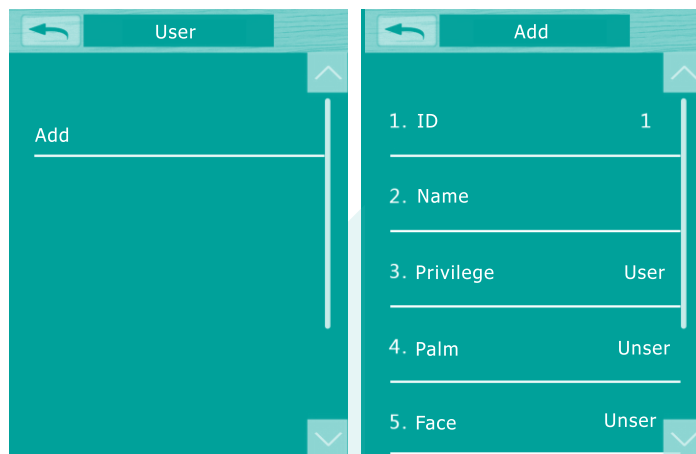 User
Add
Add
1. ID 1
2. Name
3. Privilege User
4. Palm Unser
5. Face Unser